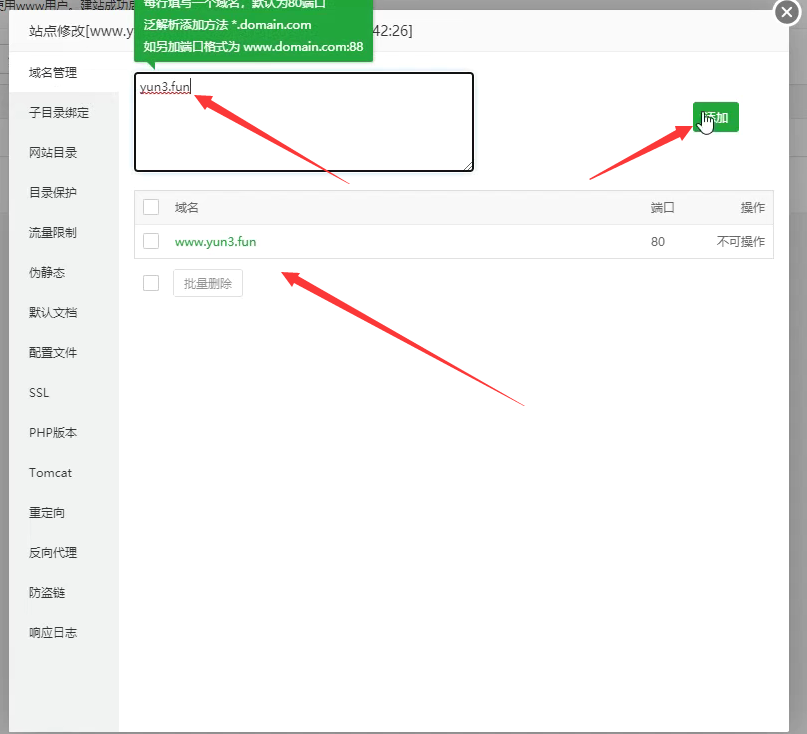 使用www用户。建站成功后
每行填写一个域名，默认为80端口
泛解析添加方法 *.domain.com
如另加端口格式为 www.domain.com:88
站点修改[www.y
42:26]
域名管理
子目录绑定
网站目录
目录保护
流量限制
伪静态
默认文档
配置文件
SSL
PHP版本
Tomcat
重定向
反向代理
防盗链
响应日志
yun3.fun
添加
域名 端口 操作
www.yun3.fun 80 不可操作
批量删除